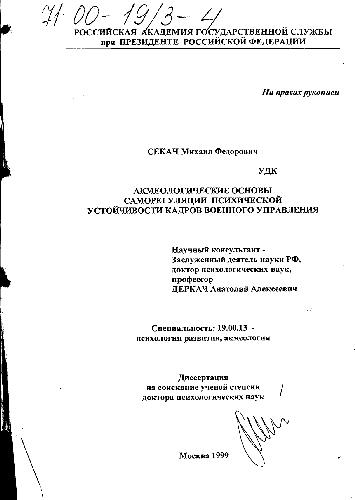 71 00-19/3-4
РОССИЙСКАЯ АКАДЕМИЯ ГОСУДАРСТВЕННОЙ СЛУЖБЫ
при ПРЕЗИДЕНТЕ РОССИЙСКОЙ ФЕДЕРАЦИИ
На правах рукописи
СЕКАЧ Михаил Федорович
УДК
АКМЕОЛОГИЧЕСКИЕ ОСНОВЫ
САМОРЕГУЛЯЦИИ ПСИХИЧЕСКОЙ
УСТОЙЧИВОСТИ КАДРОВ ВОЕННОГО УПРАВЛЕНИЯ
Научный консультант -
Заслуженный деятель науки РФ,
доктор психологических наук,
профессор
ДЕРКАЧ Анатолий Алексеевич
Специальность: 19.00.13 -
психология развития, акмеология
Диссертация
на соискание ученой степени
доктора психологических наук
Москва 1999